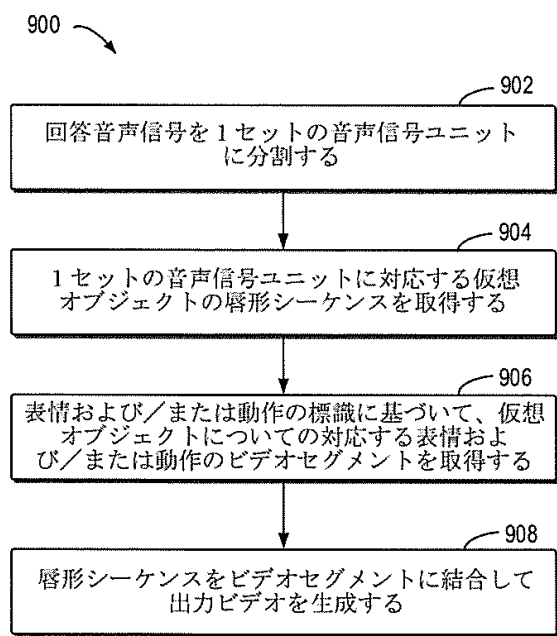 900
902
回答音声信号を1セットの音声信号ユニット
に分割する
904
1セットの音声信号ユニットに対応する仮想
オブジェクトの唇形シーケンスを取得する
906
表情および／または動作の標識に基づいて、仮想
オブジェクトについての対応する表情およ
び／または動作のビデオセグメントを取得する
908
唇形シーケンスをビデオセグメントに結合して
出力ビデオを生成する